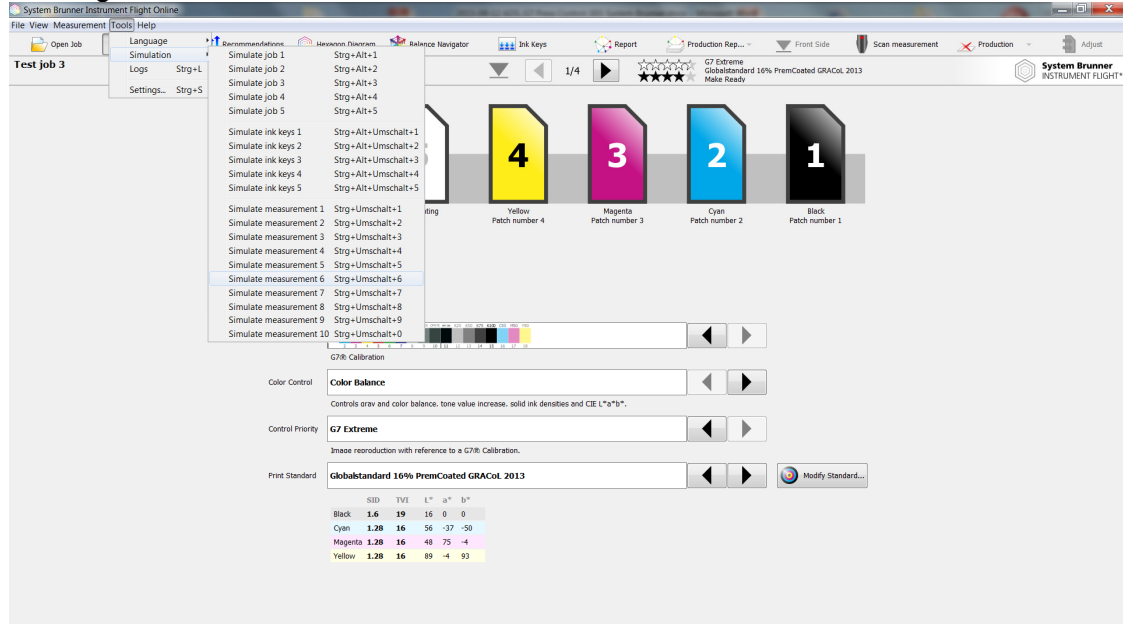 System Brunner Instrument Flight Online
File View Measurement Tools Help
Open Job
Recommendations
Hexagon Diagram
Balance Navigator
Ink Keys
Report
Production Rep...
Front Side
Scan measurement
Production
Adjust
Test job 3
1/4
G7 Extreme
Globalstandard 16% PremCoated GRACoL 2013
Make Ready
System Brunner
INSTRUMENT FLIGHT®
Language
Simulation
Logs Strg+L
Settings... Strg+S
Simulate job 1 Strg+Alt+1
Simulate job 2 Strg+Alt+2
Simulate job 3 Strg+Alt+3
Simulate job 4 Strg+Alt+4
Simulate job 5 Strg+Alt+5
Simulate ink keys 1 Strg+Alt+Umschalt+1
Simulate ink keys 2 Strg+Alt+Umschalt+2
Simulate ink keys 3 Strg+Alt+Umschalt+3
Simulate ink keys 4 Strg+Alt+Umschalt+4
Simulate ink keys 5 Strg+Alt+Umschalt+5
Simulate measurement 1 Strg+Umschalt+1
Simulate measurement 2 Strg+Umschalt+2
Simulate measurement 3 Strg+Umschalt+3
Simulate measurement 4 Strg+Umschalt+4
Simulate measurement 5 Strg+Umschalt+5
Simulate measurement 6 Strg+Umschalt+6
Simulate measurement 7 Strg+Umschalt+7
Simulate measurement 8 Strg+Umschalt+8
Simulate measurement 9 Strg+Umschalt+9
Simulate measurement 10 Strg+Umschalt+0
4
3
2
1
Yellow
Patch number 4
Magenta
Patch number 3
Cyan
Patch number 2
Black
Patch number 1
G7® Calibration
Color Control
Color Balance
Controls gray and color balance, tone value increase, solid ink densities and CIE L*a*b*.
Control Priority
G7 Extreme
Image reproduction with reference to a G7® Calibration.
Print Standard
Globalstandard 16% PremCoated GRACoL 2013
Modify Standard...
SID TVI L* a* b*
Black 1.6 19 16 0 0
Cyan 1.28 16 56 -37 -50
Magenta 1.28 16 48 75 -4
Yellow 1.28 16 89 -4 93